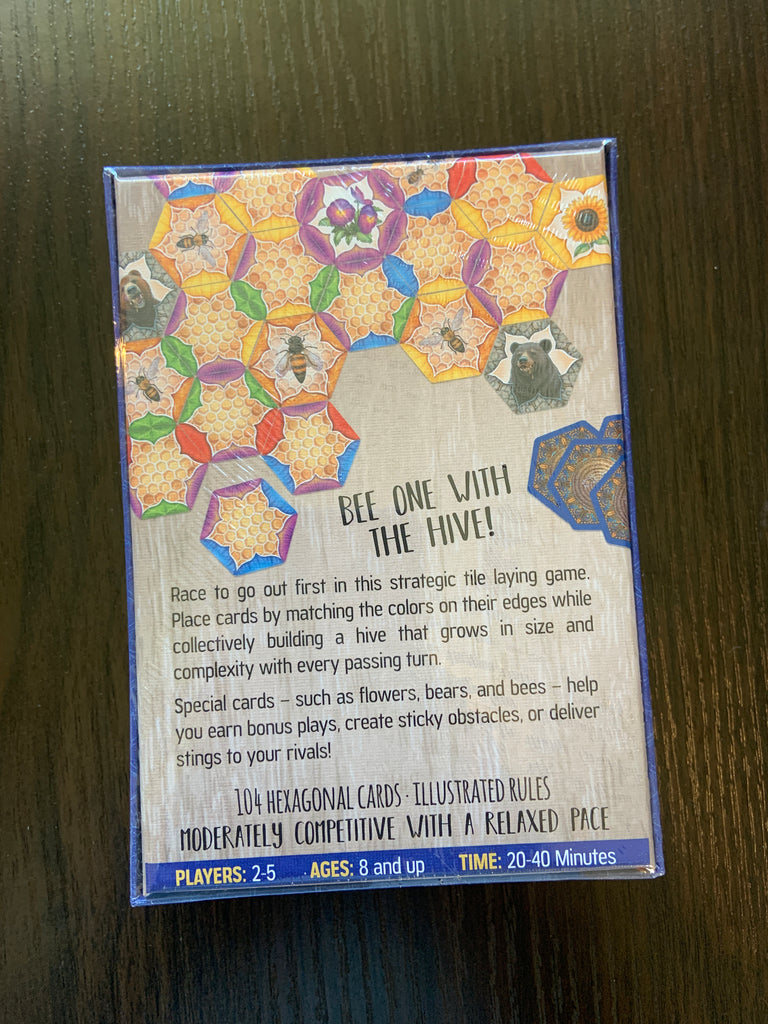 BEE ONE WITH
THE HIVE!
Race to go out first in this strategic tile laying game.
Place cards by matching the colors on their edges while
collectively building a hive that grows in size and
complexity with every passing turn.
Special cards – such as flowers, bears, and bees – help
you earn bonus plays, create sticky obstacles, or deliver
stings to your rivals!
104 HEXAGONAL CARDS · ILLUSTRATED RULES
MODERATELY COMPETITIVE WITH A RELAXED PACE
PLAYERS: 2-5 AGES: 8 and up TIME: 20-40 Minutes